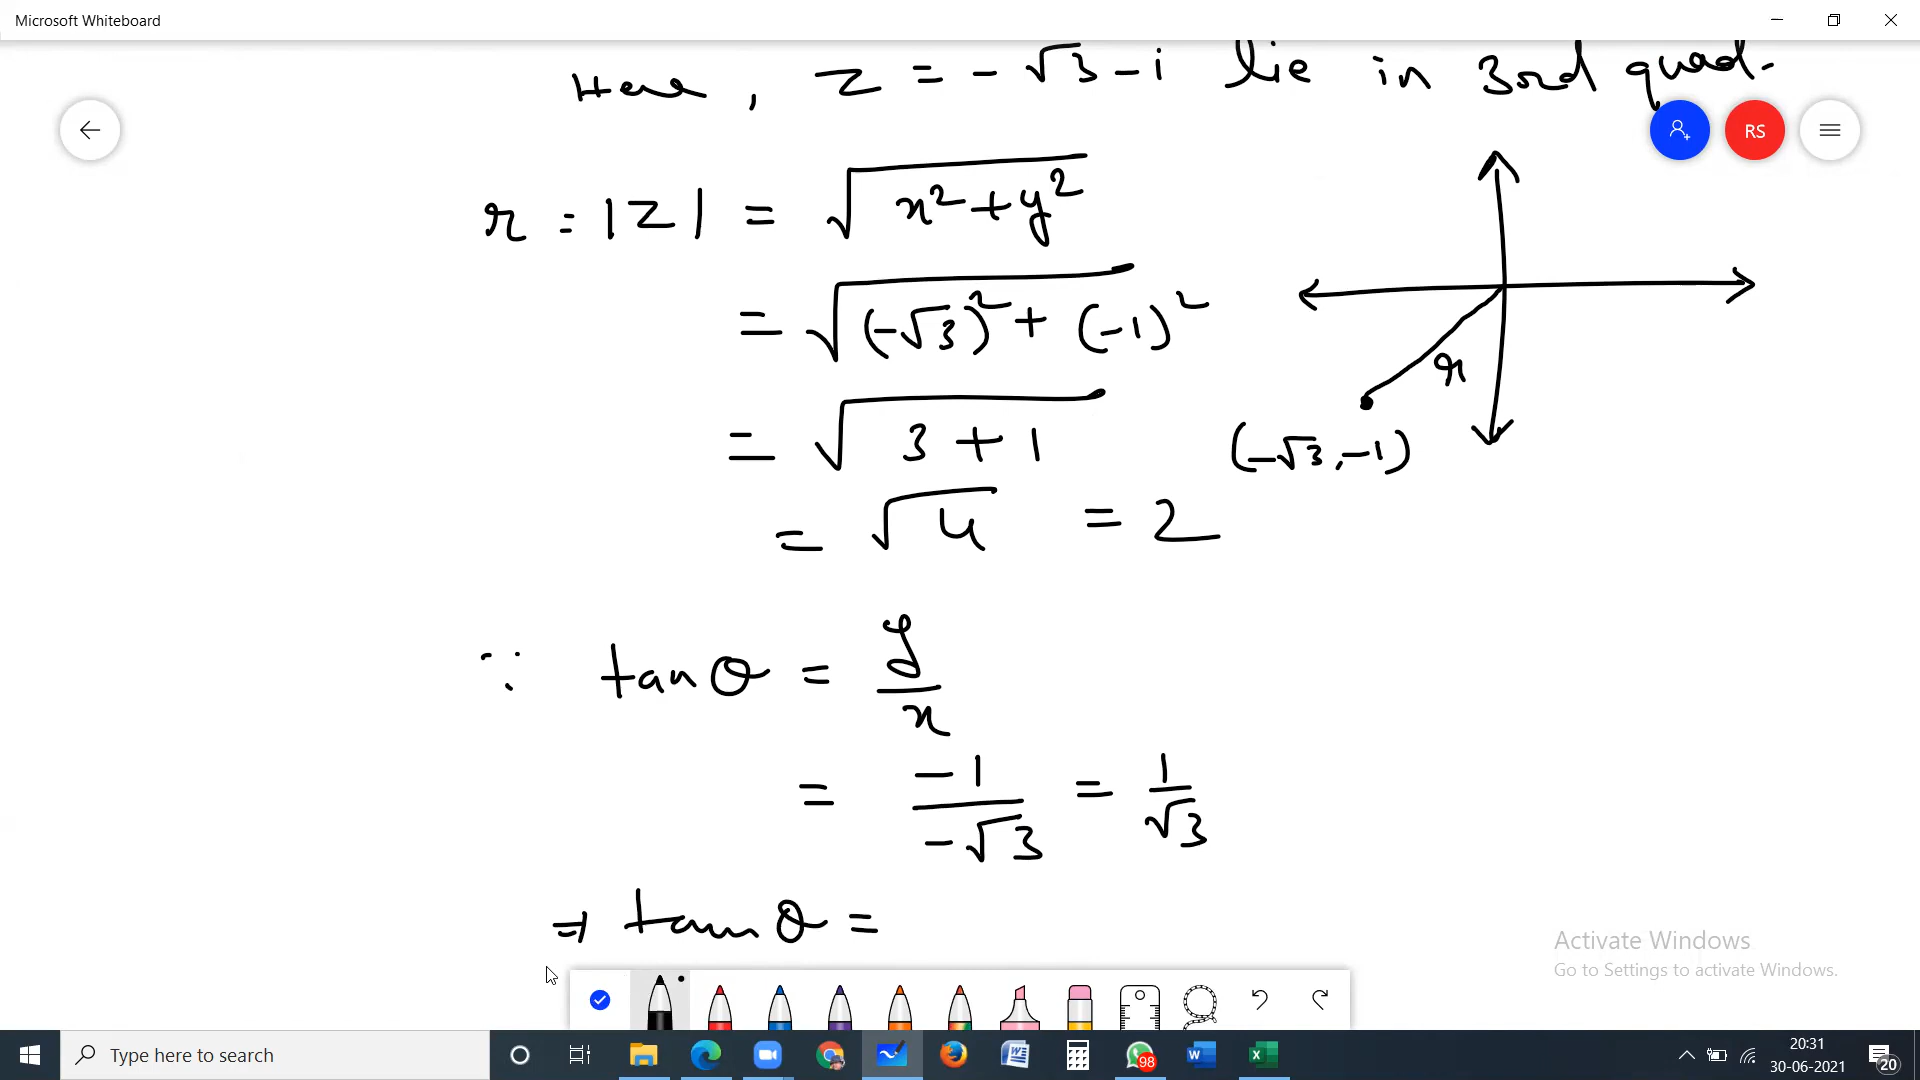 Microsoft Whiteboard
Here, z = - √3 - i lie in 3rd quad.
RS
r = |z| = √x² + y²
= √(-√3)² + (-1)²
r
= √3 + 1
(-√3, -1)
= √4 = 2
∵ tan θ = y/x
= -1/-√3 = 1/√3
⇒ tan θ =
Activate Windows
Go to Settings to activate Windows.
Type here to search
98
20:31
30-06-2021
20